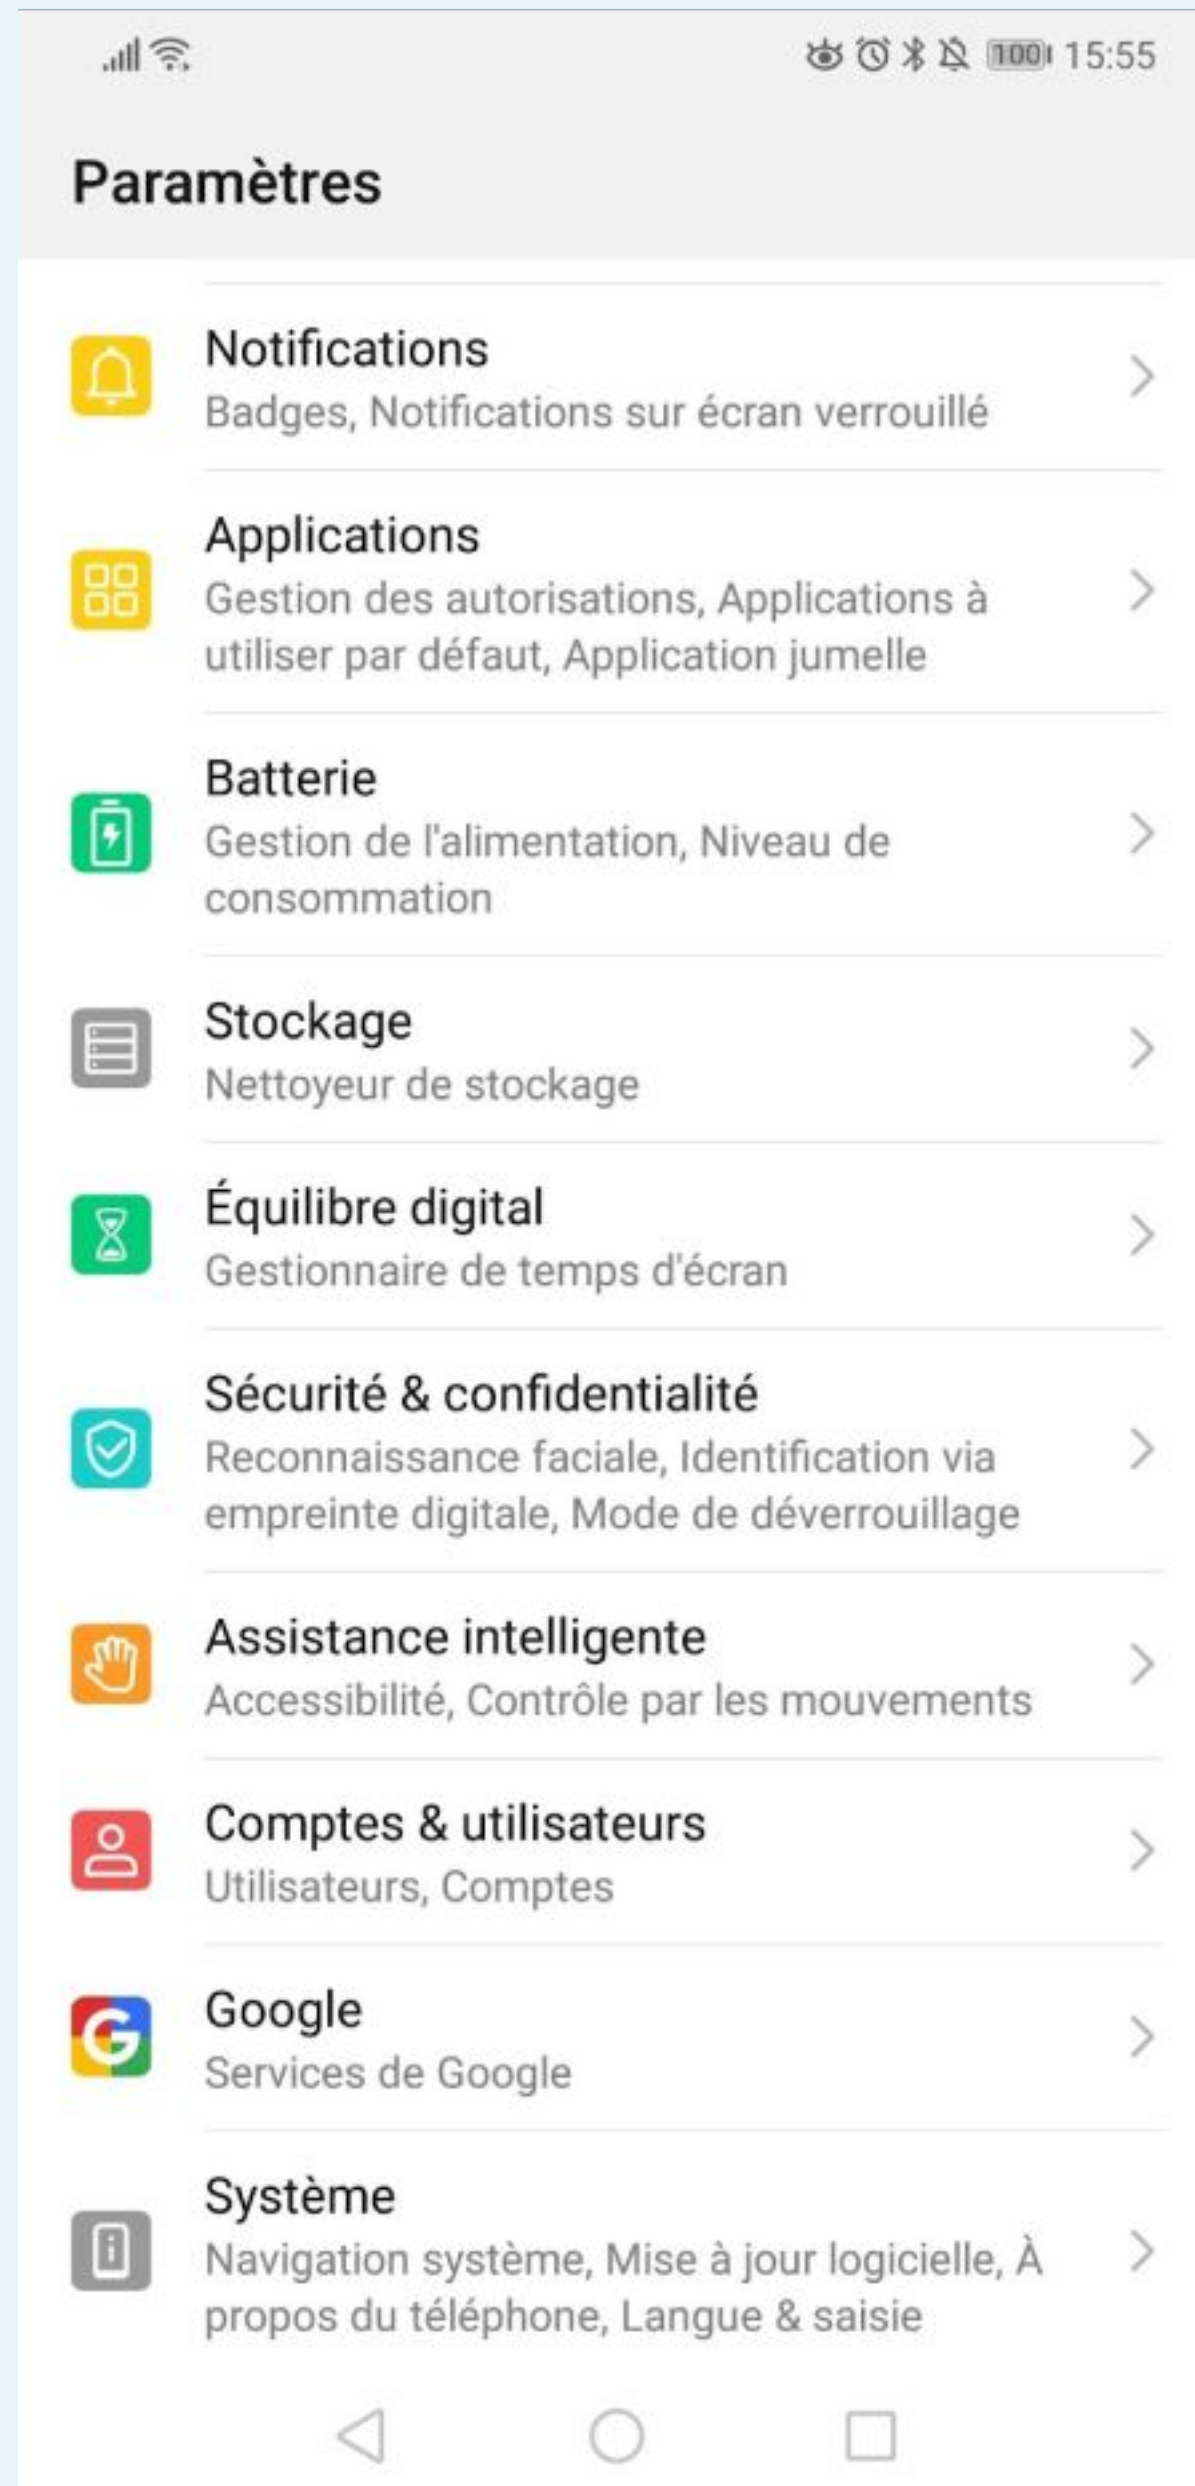 100 15:55
Paramètres
Notifications
Badges, Notifications sur écran verrouillé
Applications
Gestion des autorisations, Applications à
utiliser par défaut, Application jumelle
Batterie
Gestion de l'alimentation, Niveau de
consommation
Stockage
Nettoyeur de stockage
Équilibre digital
Gestionnaire de temps d'écran
Sécurité & confidentialité
Reconnaissance faciale, Identification via
empreinte digitale, Mode de déverrouillage
Assistance intelligente
Accessibilité, Contrôle par les mouvements
Comptes & utilisateurs
Utilisateurs, Comptes
G
Google
Services de Google
Système
Navigation système, Mise à jour logicielle, À
propos du téléphone, Langue & saisie